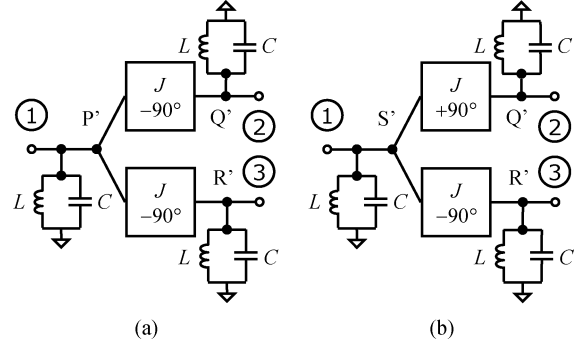 L C
J
−90°
① P’ Q’ ②
L C
J
−90°
R’ ③
L C
(a)
L C
J
+90°
① S’ Q’ ②
L C
J
−90°
R’ ③
L C
(b)